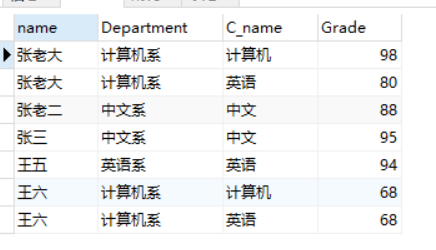 name Department C_name Grade
张老大 计算机系 计算机 98
张老大 计算机系 英语 80
张老二 中文系 中文 88
张三 中文系 中文 95
王五 英语系 英语 94
王六 计算机系 计算机 68
王六 计算机系 英语 68